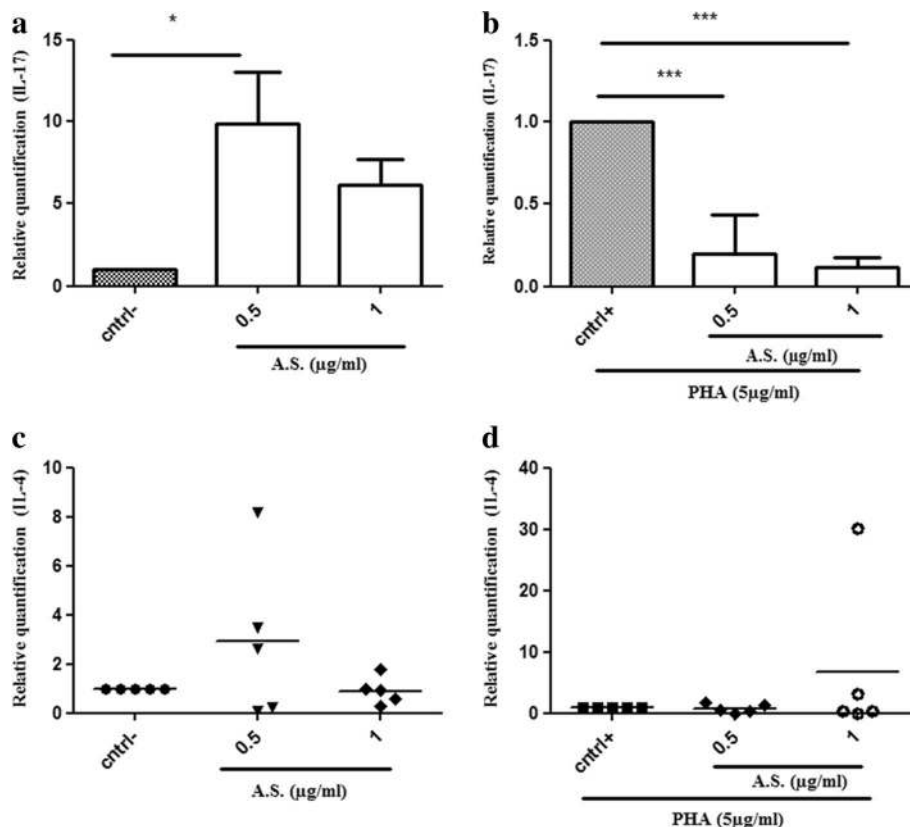 a
*
Relative quantification (IL-17)
15
10
5
0
cntrl-
0.5
1
A.S. (µg/ml)
b
***
***
Relative quantification (IL-17)
1.5
1.0
0.5
0.0
cntrl+
0.5
1
A.S. (µg/ml)
PHA (5µg/ml)
c
Relative quantification (IL-4)
10
8
6
4
2
0
cntrl-
0.5
1
A.S. (µg/ml)
d
Relative quantification (IL-4)
40
30
20
10
0
cntrl+
0.5
1
A.S. (µg/ml)
PHA (5µg/ml)